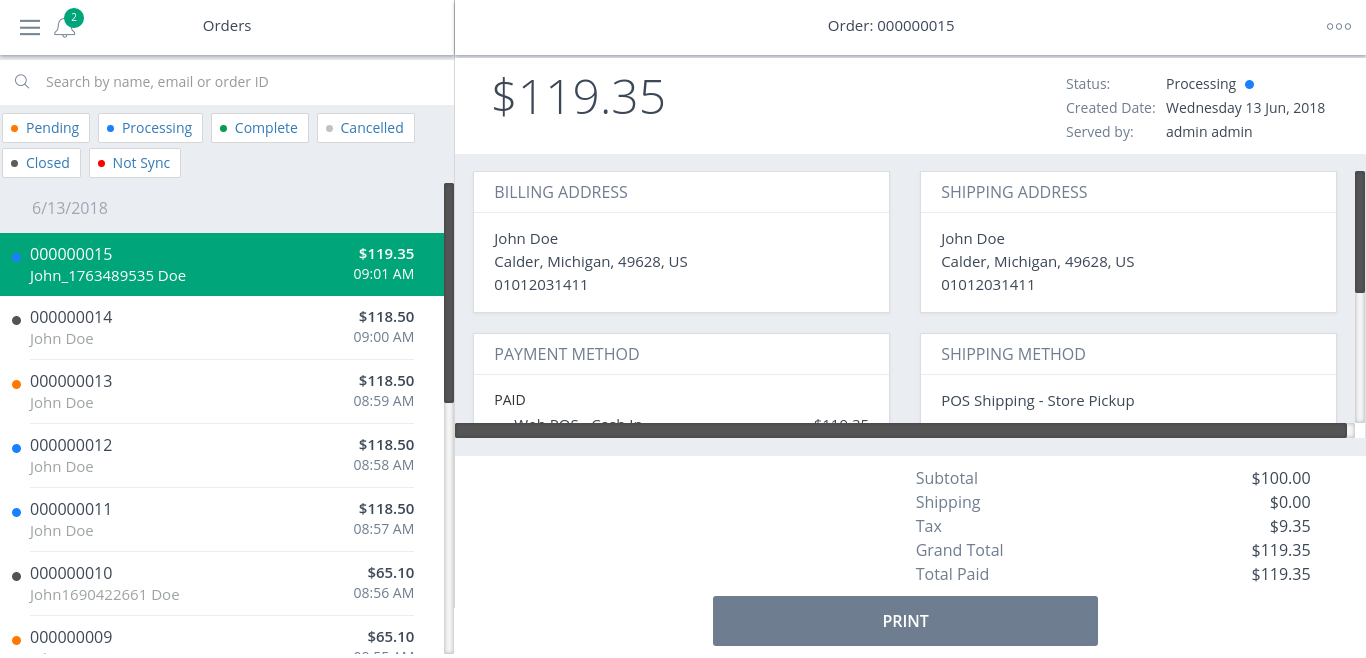 2
Orders
Order: 000000015
Search by name, email or order ID
Pending
Processing
Complete
Cancelled
Closed
Not Sync
6/13/2018
000000015 $119.35
John_1763489535 Doe 09:01 AM
000000014 $118.50
John Doe 09:00 AM
000000013 $118.50
John Doe 08:59 AM
000000012 $118.50
John Doe 08:58 AM
000000011 $118.50
John Doe 08:57 AM
000000010 $65.10
John1690422661 Doe 08:56 AM
000000009 $65.10
$119.35
Status: Processing
Created Date: Wednesday 13 Jun, 2018
Served by: admin admin
BILLING ADDRESS
John Doe
Calder, Michigan, 49628, US
01012031411
SHIPPING ADDRESS
John Doe
Calder, Michigan, 49628, US
01012031411
PAYMENT METHOD
PAID
Web POS - Cash In $119.35
SHIPPING METHOD
POS Shipping - Store Pickup
Subtotal $100.00
Shipping $0.00
Tax $9.35
Grand Total $119.35
Total Paid $119.35
PRINT